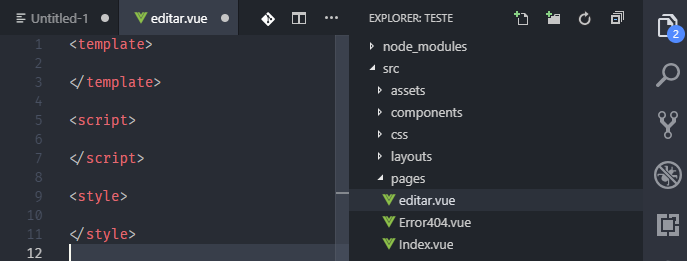 Untitled-1
editar.vue
1 <template>
2
3 </template>
4
5 <script>
6
7 </script>
8
9 <style>
10
11 </style>
12
EXPLORER: TESTE
node_modules
src
assets
components
css
layouts
pages
editar.vue
Error404.vue
Index.vue
2